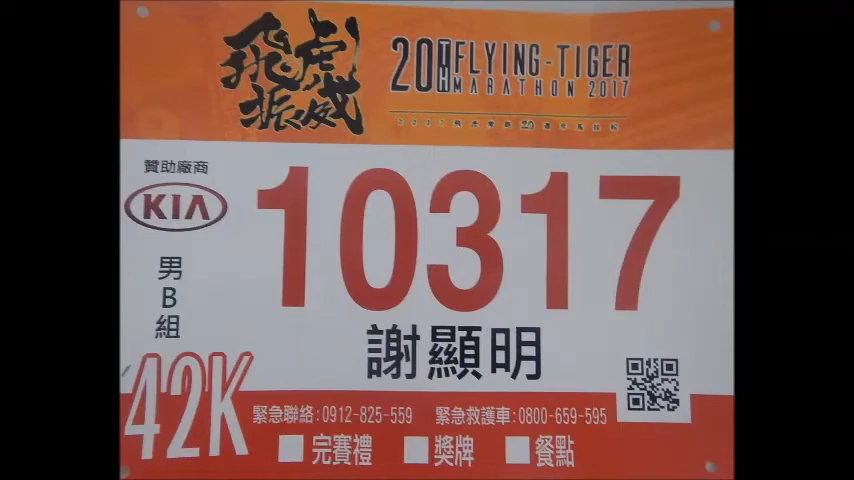 飛虎
振威
20TH FLYING-TIGER
MARATHON 2017
贊助廠商
KIA
10317
男
B
組
謝顯明
42K
緊急聯絡:0912-825-559 緊急救護車:0800-659-595
完賽禮 獎牌 餐點